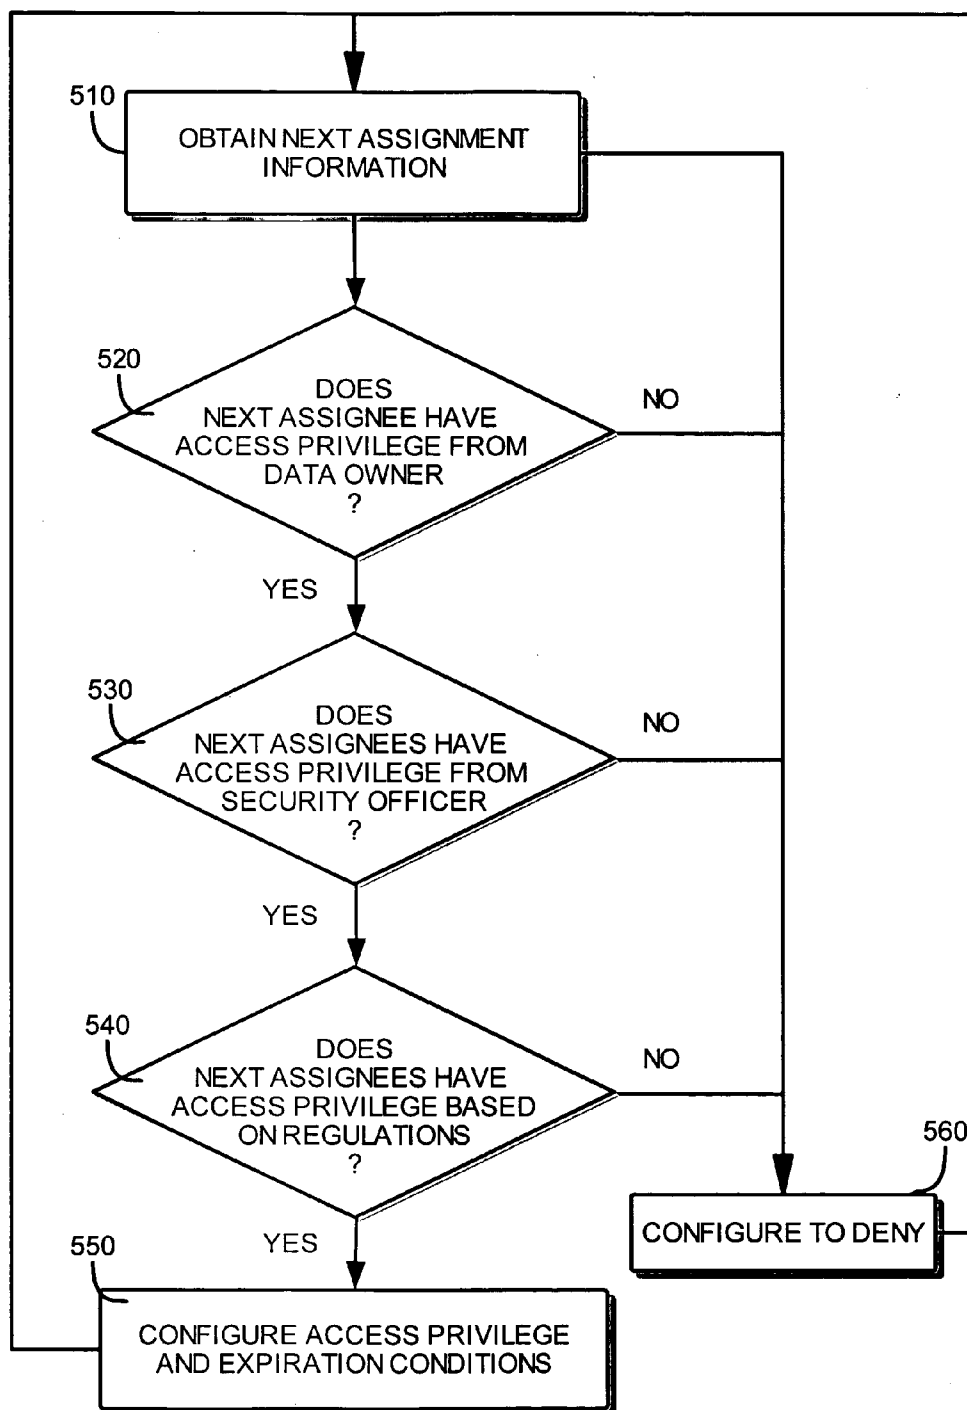 510
OBTAIN NEXT ASSIGNMENT
INFORMATION
520
DOES
NEXT ASSIGNEE HAVE
ACCESS PRIVILEGE FROM
DATA OWNER
?
NO
YES
530
DOES
NEXT ASSIGNEES HAVE
ACCESS PRIVILEGE FROM
SECURITY OFFICER
?
NO
YES
540
DOES
NEXT ASSIGNEES HAVE
ACCESS PRIVILEGE BASED
ON REGULATIONS
?
NO
YES
560
CONFIGURE TO DENY
550
CONFIGURE ACCESS PRIVILEGE
AND EXPIRATION CONDITIONS